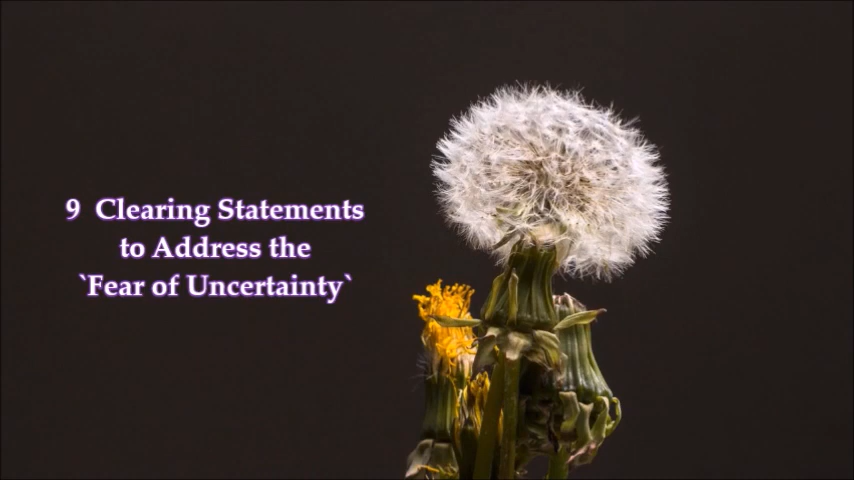 9 Clearing Statements
to Address the
`Fear of Uncertainty`